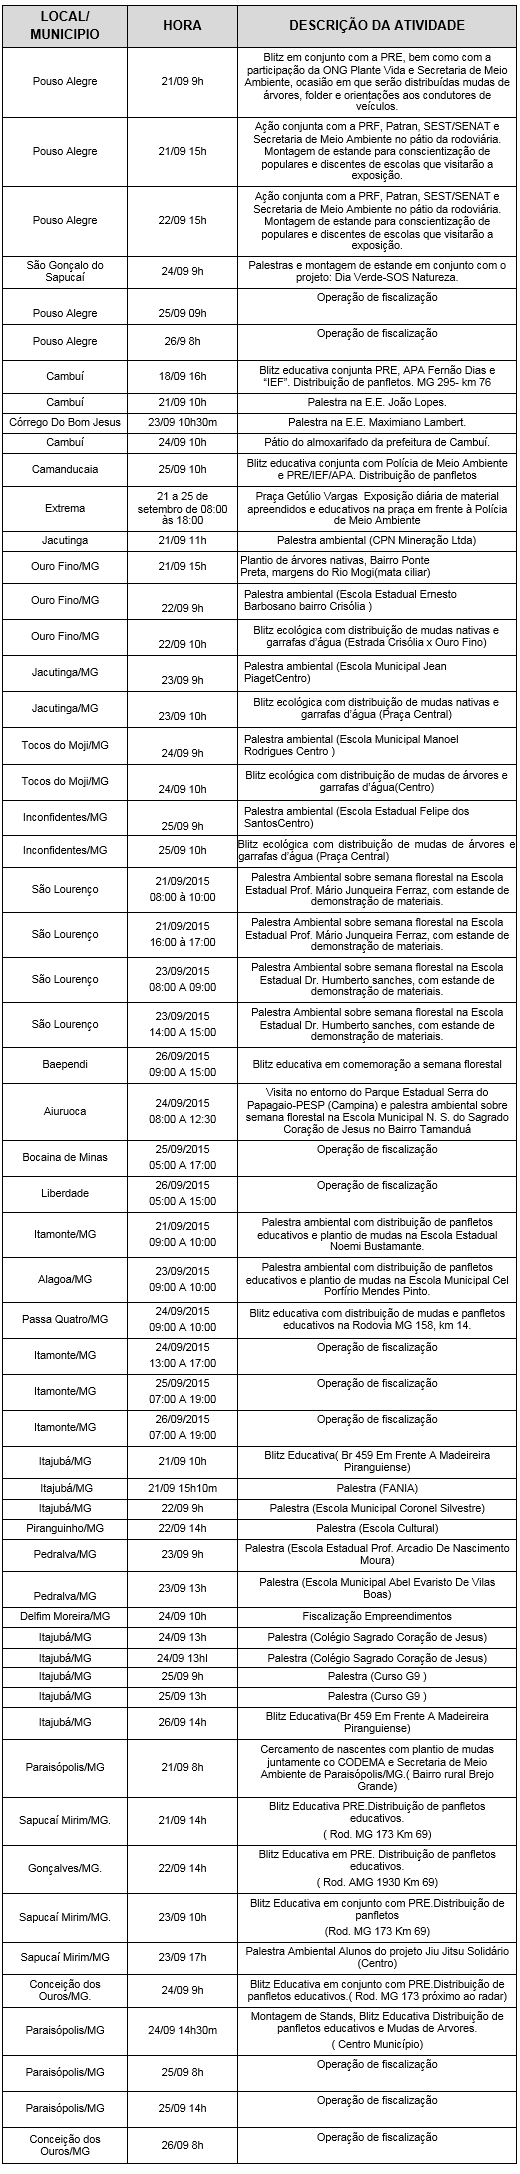 LOCAL/
MUNICIPIO
HORA
DESCRIÇÃO DA ATIVIDADE
Pouso Alegre
21/09 9h
Blitz em conjunto com a PRE, bem como com a
participação da ONG Plante Vida e Secretaria de Meio
Ambiente, ocasião em que serão distribuídas mudas de
árvores, folder e orientações aos condutores de
veículos.
Pouso Alegre
21/09 15h
Ação conjunta com a PRF, Patran, SEST/SENAT e
Secretaria de Meio Ambiente no pátio da rodoviária.
Montagem de estande para conscientização de
populares e discentes de escolas que visitarão a
exposição.
Pouso Alegre
22/09 15h
Ação conjunta com a PRF, Patran, SEST/SENAT e
Secretaria de Meio Ambiente no pátio da rodoviária.
Montagem de estande para conscientização de
populares e discentes de escolas que visitarão a
exposição.
São Gonçalo do
Sapucaí
24/09 9h
Palestras e montagem de estande em conjunto com o
projeto: Dia Verde-SOS Natureza.
Pouso Alegre
25/09 09h
Operação de fiscalização
Pouso Alegre
26/9 8h
Operação de fiscalização
Cambuí
18/09 16h
Blitz educativa conjunta PRE, APA Fernão Dias e
“IEF”. Distribuição de panfletos. MG 295- km 76
Cambuí
21/09 10h
Palestra na E.E. João Lopes.
Córrego Do Bom Jesus
23/09 10h30m
Palestra na E.E. Maximiano Lambert.
Cambuí
24/09 10h
Pátio do almoxarifado da prefeitura de Cambuí.
Camanducaia
25/09 10h
Blitz educativa conjunta com Polícia de Meio Ambiente
e PRE/IEF/APA. Distribuição de panfletos
Extrema
21 a 25 de
setembro de 08:00
às 18:00
Praça Getúlio Vargas  Exposição diária de material
apreendidos e educativos na praça em frente à Polícia
de Meio Ambiente
Jacutinga
21/09 11h
Palestra ambiental (CPN Mineração Ltda)
Ouro Fino/MG
21/09 15h
Plantio de árvores nativas, Bairro Ponte
Preta, margens do Rio Mogi(mata ciliar)
Ouro Fino/MG
22/09 9h
Palestra ambiental (Escola Estadual Ernesto
Barbosano bairro Crisólia )
Ouro Fino/MG
22/09 10h
Blitz ecológica com distribuição de mudas nativas e
garrafas d’água (Estrada Crisólia x Ouro Fino)
Jacutinga/MG
23/09 9h
Palestra ambiental (Escola Municipal Jean
PiagetCentro)
Jacutinga/MG
23/09 10h
Blitz ecológica com distribuição de mudas nativas e
garrafas d’água (Praça Central)
Tocos do Moji/MG
24/09 9h
Palestra ambiental (Escola Municipal Manoel
Rodrigues Centro )
Tocos do Moji/MG
24/09 10h
Blitz ecológica com distribuição de mudas de árvores e
garrafas d’água(Centro)
Inconfidentes/MG
25/09 9h
Palestra ambiental (Escola Estadual Felipe dos
SantosCentro)
Inconfidentes/MG
25/09 10h
Blitz ecológica com distribuição de mudas de árvores e
garrafas d’água (Praça Central)
São Lourenço
21/09/2015
08:00 à 10:00
Palestra Ambiental sobre semana florestal na Escola
Estadual Prof. Mário Junqueira Ferraz, com estande de
demonstração de materiais.
São Lourenço
21/09/2015
16:00 à 17:00
Palestra Ambiental sobre semana florestal na Escola
Estadual Prof. Mário Junqueira Ferraz, com estande de
demonstração de materiais.
São Lourenço
23/09/2015
08:00 A 09:00
Palestra Ambiental sobre semana florestal na Escola
Estadual Dr. Humberto sanches, com estande de
demonstração de materiais.
São Lourenço
23/09/2015
14:00 A 15:00
Palestra Ambiental sobre semana florestal na Escola
Estadual Dr. Humberto sanches, com estande de
demonstração de materiais.
Baependi
26/09/2015
09:00 A 15:00
Blitz educativa em comemoração a semana florestal
Aiuruoca
24/09/2015
08:00 A 12:30
Visita no entorno do Parque Estadual Serra do
Papagaio-PESP (Campina) e palestra ambiental sobre
semana florestal na Escola Municipal N. S. do Sagrado
Coração de Jesus no Bairro Tamanduá
Bocaina de Minas
25/09/2015
05:00 A 17:00
Operação de fiscalização
Liberdade
26/09/2015
05:00 A 15:00
Operação de fiscalização
Itamonte/MG
21/09/2015
09:00 A 10:00
Palestra ambiental com distribuição de panfletos
educativos e plantio de mudas na Escola Estadual
Noemi Bustamante.
Alagoa/MG
23/09/2015
09:00 A 10:00
Palestra ambiental com distribuição de panfletos
educativos e plantio de mudas na Escola Municipal Cel
Porfírio Mendes Pinto.
Passa Quatro/MG
24/09/2015
09:00 A 10:00
Blitz educativa com distribuição de mudas e panfletos
educativos na Rodovia MG 158, km 14.
Itamonte/MG
24/09/2015
13:00 A 17:00
Operação de fiscalização
Itamonte/MG
25/09/2015
07:00 A 19:00
Operação de fiscalização
Itamonte/MG
26/09/2015
07:00 A 19:00
Operação de fiscalização
Itajubá/MG
21/09 10h
Blitz Educativa( Br 459 Em Frente A Madeireira
Piranguiense)
Itajubá/MG
21/09 15h10m
Palestra (FANIA)
Itajubá/MG
22/09 9h
Palestra (Escola Municipal Coronel Silvestre)
Piranguinho/MG
22/09 14h
Palestra (Escola Cultural)
Pedralva/MG
23/09 9h
Palestra (Escola Estadual Prof. Arcadio De Nascimento
Moura)
Pedralva/MG
23/09 13h
Palestra (Escola Municipal Abel Evaristo De Vilas
Boas)
Delfim Moreira/MG
24/09 10h
Fiscalização Empreendimentos
Itajubá/MG
24/09 13h
Palestra (Colégio Sagrado Coração de Jesus)
Itajubá/MG
24/09 13hI
Palestra (Colégio Sagrado Coração de Jesus)
Itajubá/MG
25/09 9h
Palestra (Curso G9 )
Itajubá/MG
25/09 13h
Palestra (Curso G9 )
Itajubá/MG
26/09 14h
Blitz Educativa(Br 459 Em Frente A Madeireira
Piranguiense)
Paraisópolis/MG
21/09 8h
Cercamento de nascentes com plantio de mudas
juntamente co CODEMA e Secretaria de Meio
Ambiente de Paraisópolis/MG.( Bairro rural Brejo
Grande)
Sapucaí Mirim/MG.
21/09 14h
Blitz Educativa PRE.Distribuição de panfletos
educativos.
( Rod. MG 173 Km 69)
Gonçalves/MG.
22/09 14h
Blitz Educativa em PRE. Distribuição de panfletos
educativos.
( Rod. AMG 1930 Km 69)
Sapucaí Mirim/MG.
23/09 10h
Blitz Educativa em conjunto com PRE.Distribuição de
panfletos
(Rod. MG 173 Km 69)
Sapucaí Mirim/MG
23/09 17h
Palestra Ambiental Alunos do projeto Jiu Jitsu Solidário
(Centro)
Conceição dos
Ouros/MG.
24/09 9h
Blitz Educativa em conjunto com PRE.Distribuição de
panfletos educativos.( Rod. MG 173 próximo ao radar)
Paraisópolis/MG
24/09 14h30m
Montagem de Stands, Blitz Educativa Distribuição de
panfletos educativos e Mudas de Arvores.
( Centro Município)
Paraisópolis/MG
25/09 8h
Operação de fiscalização
Paraisópolis/MG
25/09 14h
Operação de fiscalização
Conceição dos
Ouros/MG
26/09 8h
Operação de fiscalização